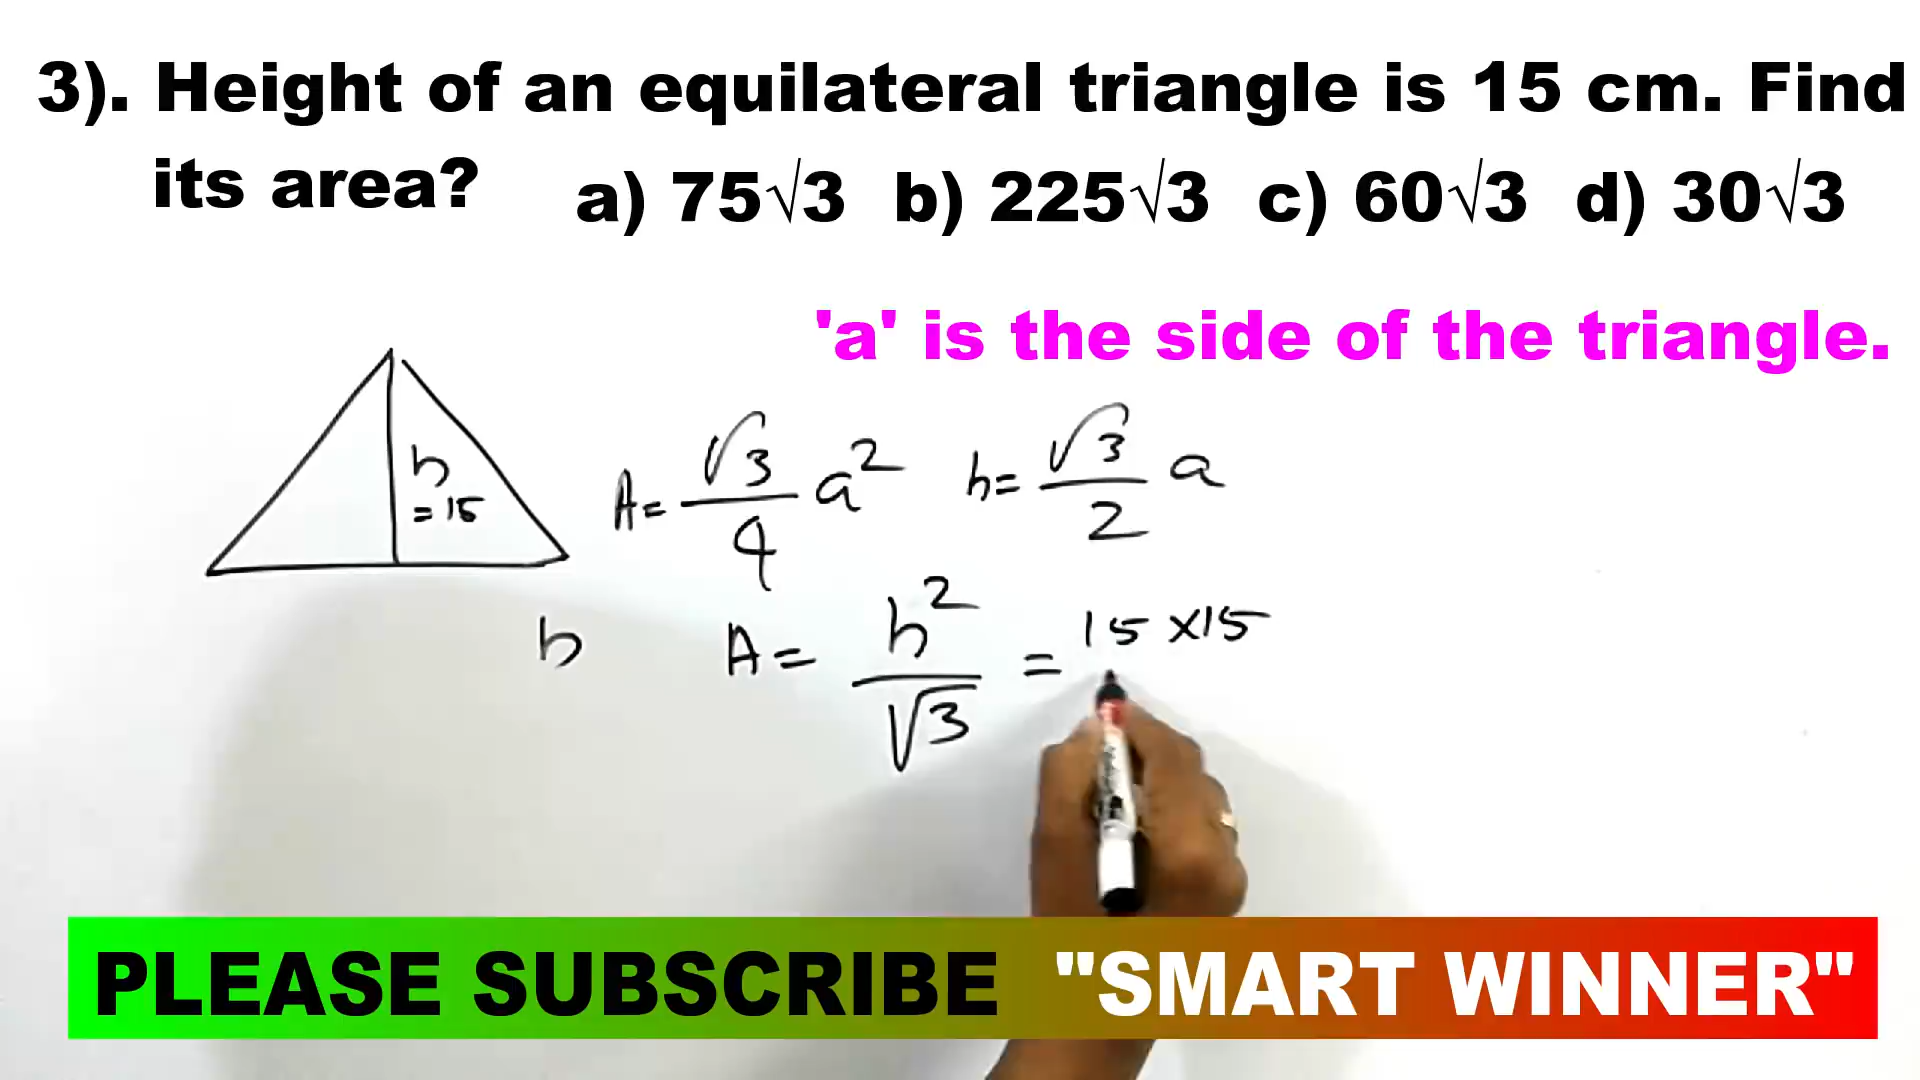 3). Height of an equilateral triangle is 15 cm. Find
its area? a) 75√3 b) 225√3 c) 60√3 d) 30√3
'a' is the side of the triangle.
h
= 15
A = √3/4 a² h = √3/2 a
h A = h²/√3 = 15 × 15
PLEASE SUBSCRIBE "SMART WINNER"